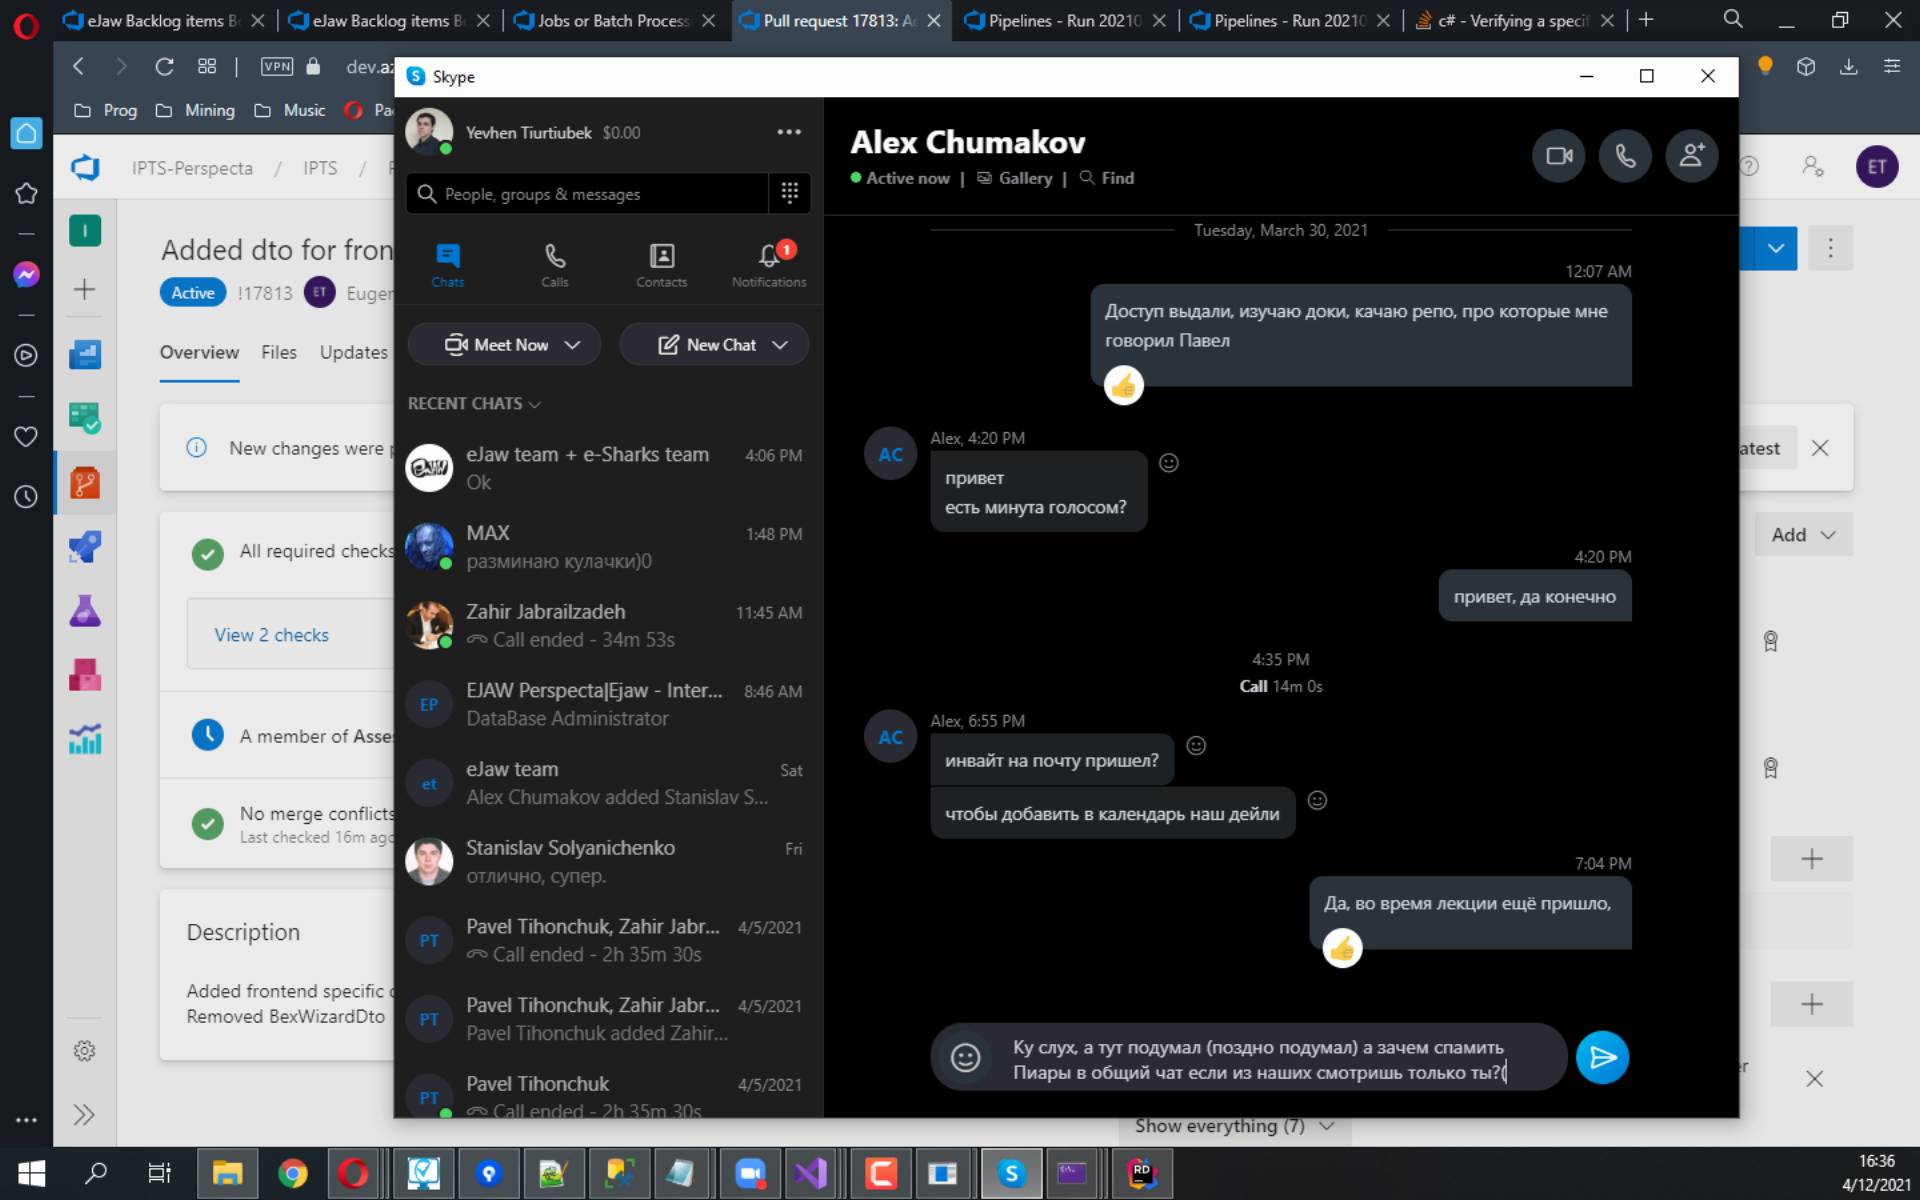 eJaw Backlog items B
eJaw Backlog items B
Jobs or Batch Process
Pull request 17813: A
Pipelines - Run 20210
Pipelines - Run 20210
c# - Verifying a specif
VPN
dev.az
Prog
Mining
Music
Pa
Skype
Yevhen Tiurtiubek $0.00
People, groups & messages
Chats
Calls
Contacts
1
Notifications
Meet Now
New Chat
RECENT CHATS
eJaw team + e-Sharks team 4:06 PM
Ok
MAX 1:48 PM
разминаю кулачки)0
Zahir Jabrailzadeh 11:45 AM
Call ended - 34m 53s
EP
EJAW Perspecta|Ejaw - Inter... 8:46 AM
DataBase Administrator
et
eJaw team Sat
Alex Chumakov added Stanislav S...
Stanislav Solyanichenko Fri
отлично, супер.
PT
Pavel Tihonchuk, Zahir Jabr... 4/5/2021
Call ended - 2h 35m 30s
PT
Pavel Tihonchuk, Zahir Jabr... 4/5/2021
Pavel Tihonchuk added Zahir...
PT
Pavel Tihonchuk 4/5/2021
Call ended - 2h 35m 30s
Alex Chumakov
Active now | Gallery | Find
Tuesday, March 30, 2021
12:07 AM
Доступ выдали, изучаю доки, качаю репо, про которые мне
говорил Павел
Alex, 4:20 PM
AC
привет
есть минута голосом?
4:20 PM
привет, да конечно
4:35 PM
Call 14m 0s
Alex, 6:55 PM
AC
инвайт на почту пришел?
чтобы добавить в календарь наш дейли
7:04 PM
Да, во время лекции ещё пришло,
Ку слух, а тут подумал (поздно подумал) а зачем спамить
Пиары в общий чат если из наших смотришь только ты?(
IPTS-Perspecta / IPTS /
ET
I
Added dto for fron
Active !17813 ET Euger
Overview Files Updates
New changes were p
atest
All required checks
Add
View 2 checks
A member of Asse
No merge conflicts
Last checked 16m ago
Description
Added frontend specific
Removed BexWizardDto
Show everything (7)
RD
16:36
4/12/2021